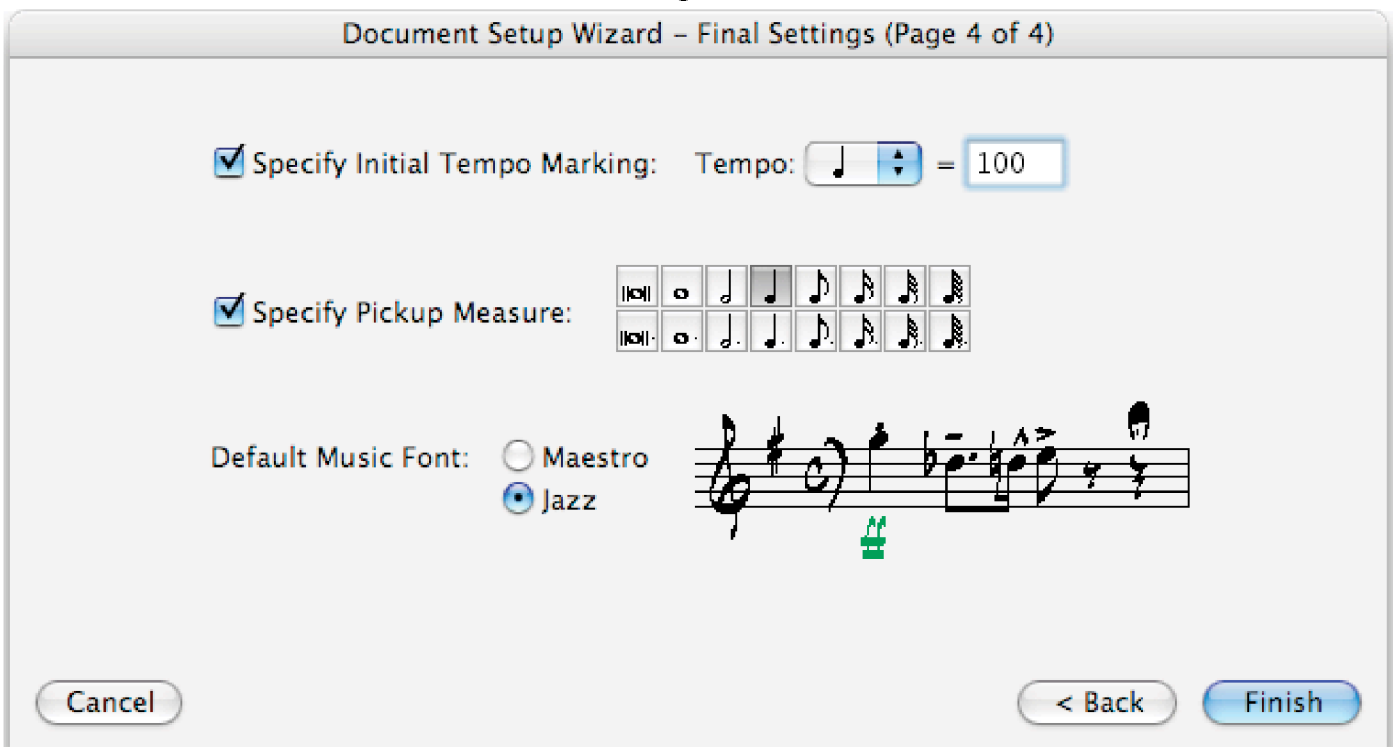 Document Setup Wizard – Final Settings (Page 4 of 4)
Specify Initial Tempo Marking: Tempo: = 100
Specify Pickup Measure:
Default Music Font: Maestro
Jazz
Cancel < Back Finish